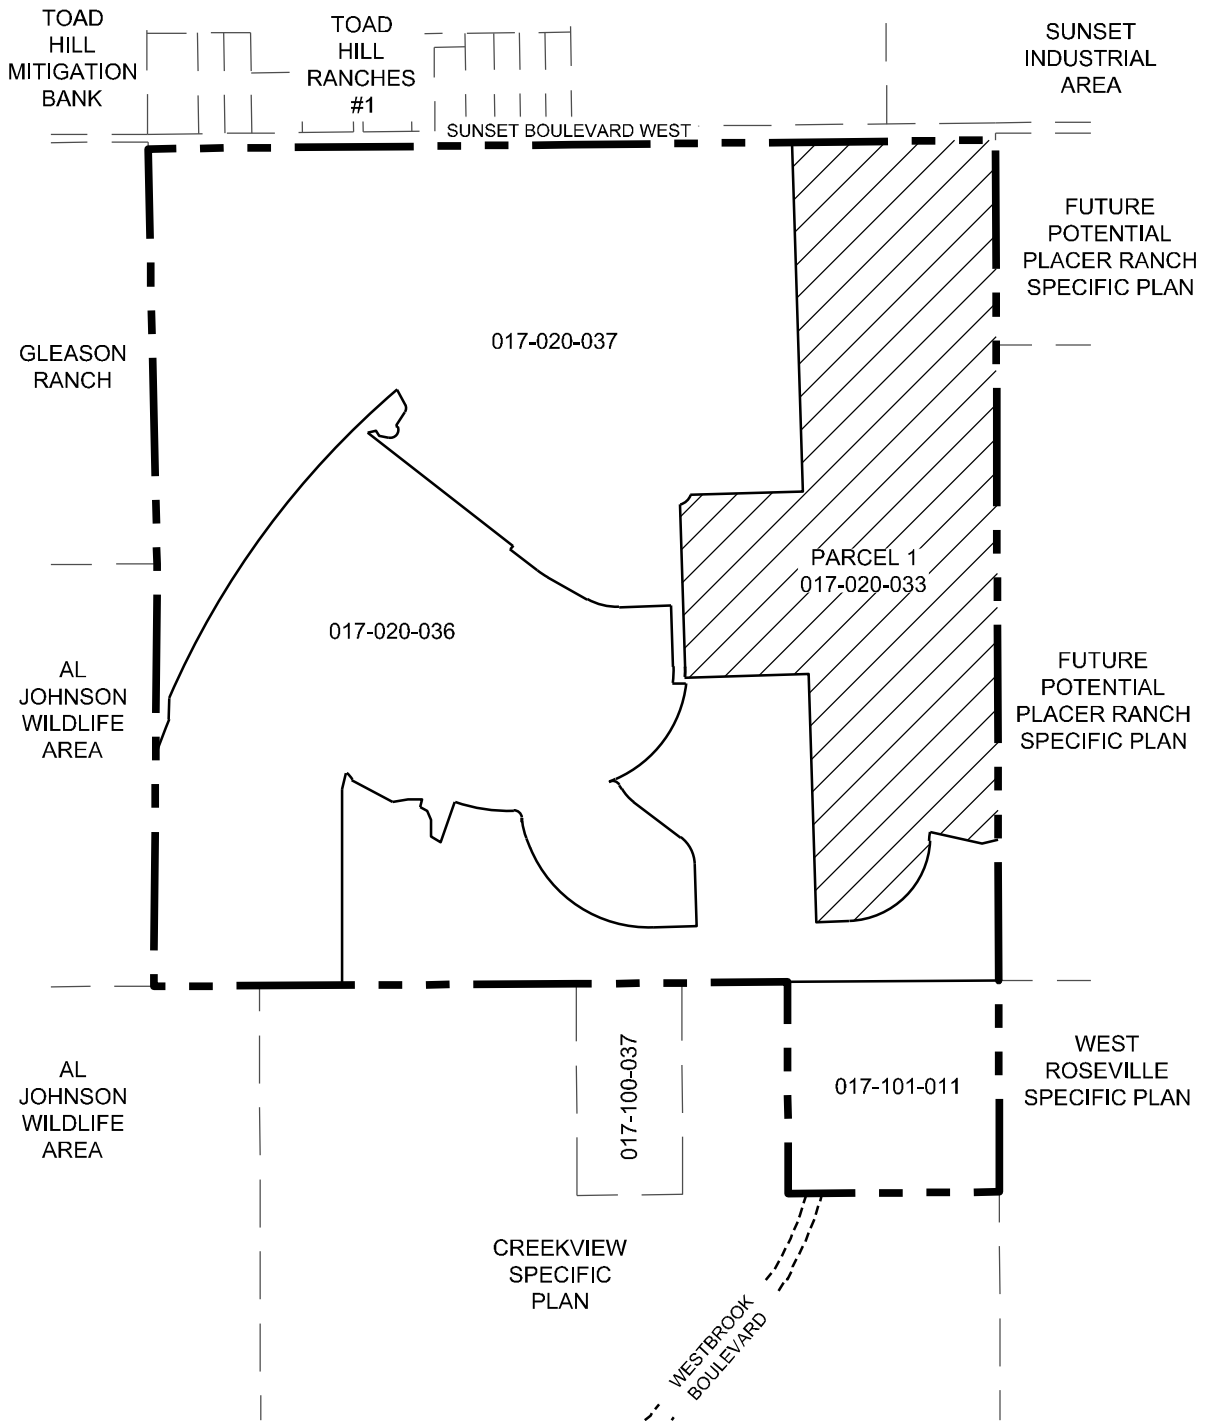 TOAD
HILL
MITIGATION
BANK
TOAD
HILL
RANCHES
#1
SUNSET
INDUSTRIAL
AREA
SUNSET BOULEVARD WEST
FUTURE
POTENTIAL
PLACER RANCH
SPECIFIC PLAN
GLEASON
RANCH
017-020-037
PARCEL 1
017-020-033
017-020-036
AL
JOHNSON
WILDLIFE
AREA
FUTURE
POTENTIAL
PLACER RANCH
SPECIFIC PLAN
AL
JOHNSON
WILDLIFE
AREA
017-100-037
017-101-011
WEST
ROSEVILLE
SPECIFIC PLAN
CREEKVIEW
SPECIFIC
PLAN
WESTBROOK
BOULEVARD